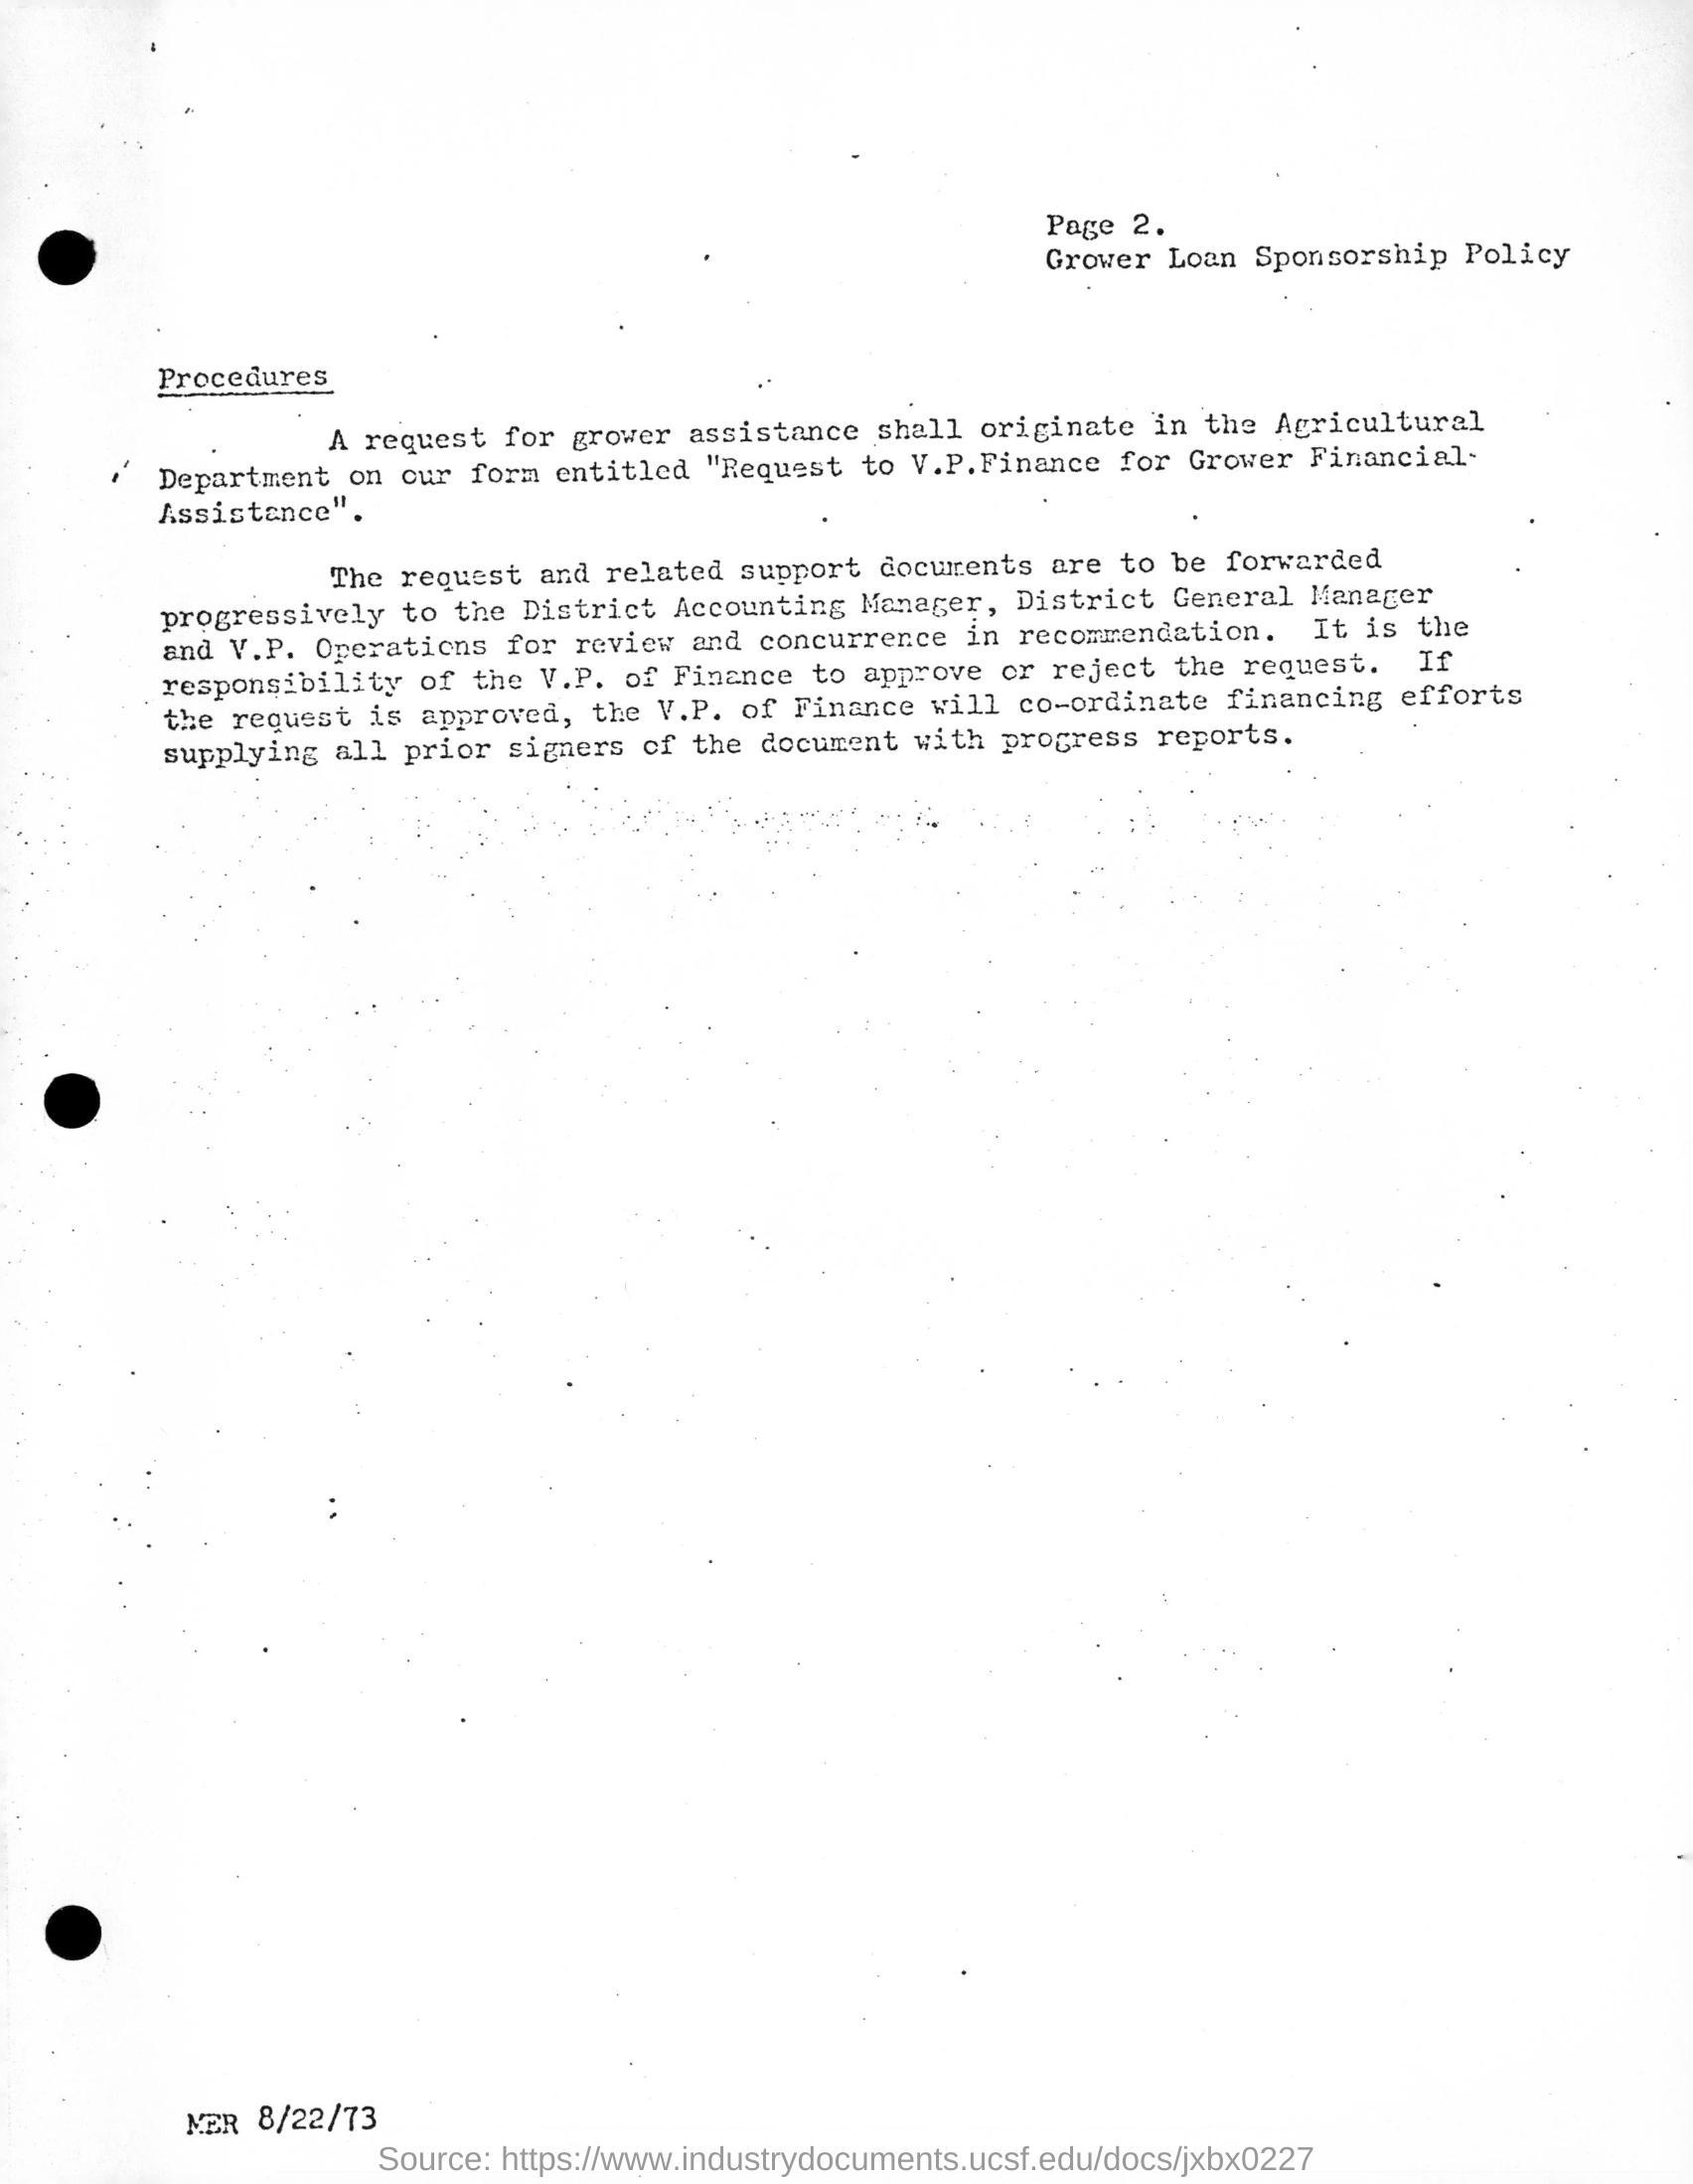 Page 2.
Grower Loan Sponsorship Policy
Procedures
A request for grower assistance shall originate in the Agricultural
Department on our form entitled "Request to V.P.Finance for Grower Financial
Assistance".
The request and related support documents are to be forwarded
progressively to the District Accounting Manager, District General Manager
and V.P. Operations for review and concurrence in recommendation. It is the
responsibility of the V.P. of Finance to approve or reject the request. If
the request is approved, the V.P. of Finance will co-ordinate financing efforts
supplying all prior signers of the document with progress reports.
MER 8/22/73
Source: https://www.industrydocuments.ucsf.edu/docs/jxbx0227